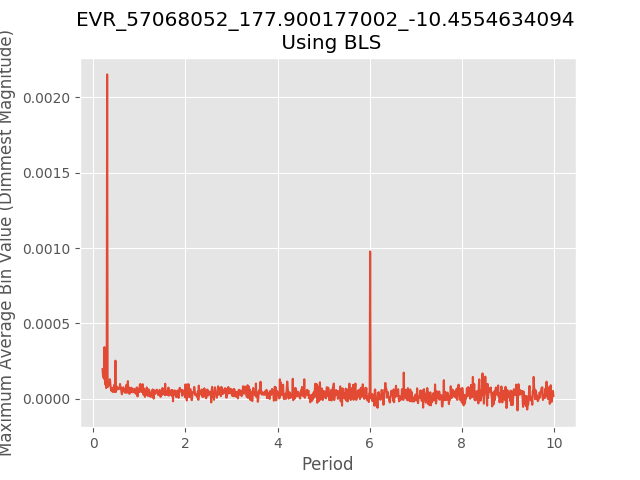 EVR_57068052_177.900177002_-10.4554634094
Using BLS
Maximum Average Bin Value (Dimmest Magnitude)
0.0020
0.0015
0.0010
0.0005
0.0000
0
2
4
6
8
10
Period